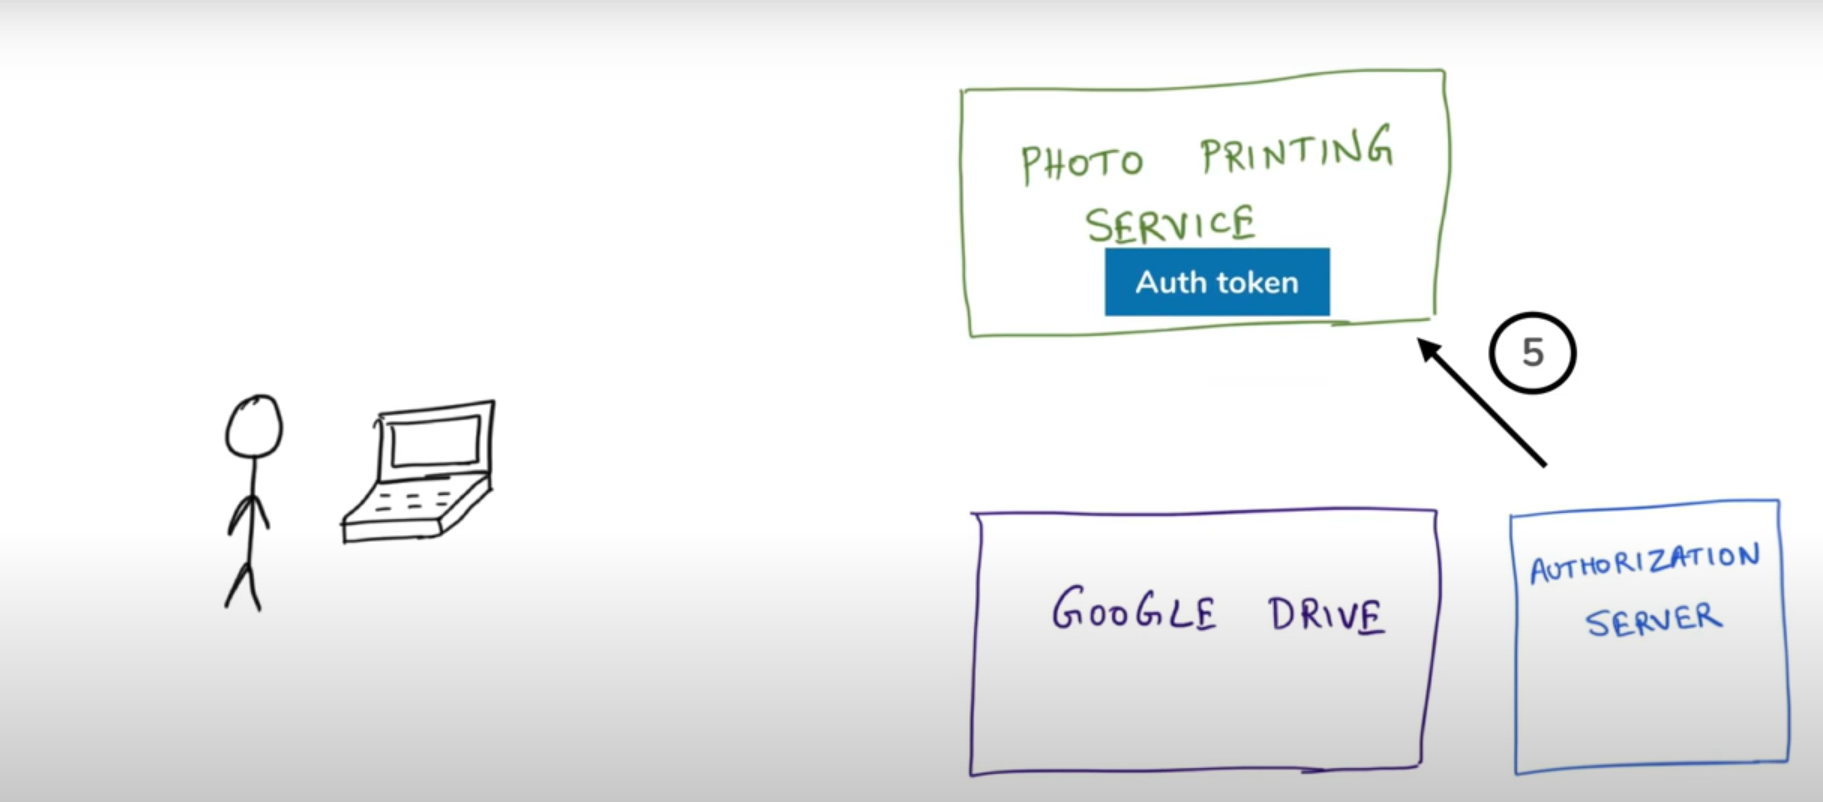 PHOTO PRINTING
SERVICE
Auth token
5
GOOGLE DRIVE
AUTHORIZATION
SERVER